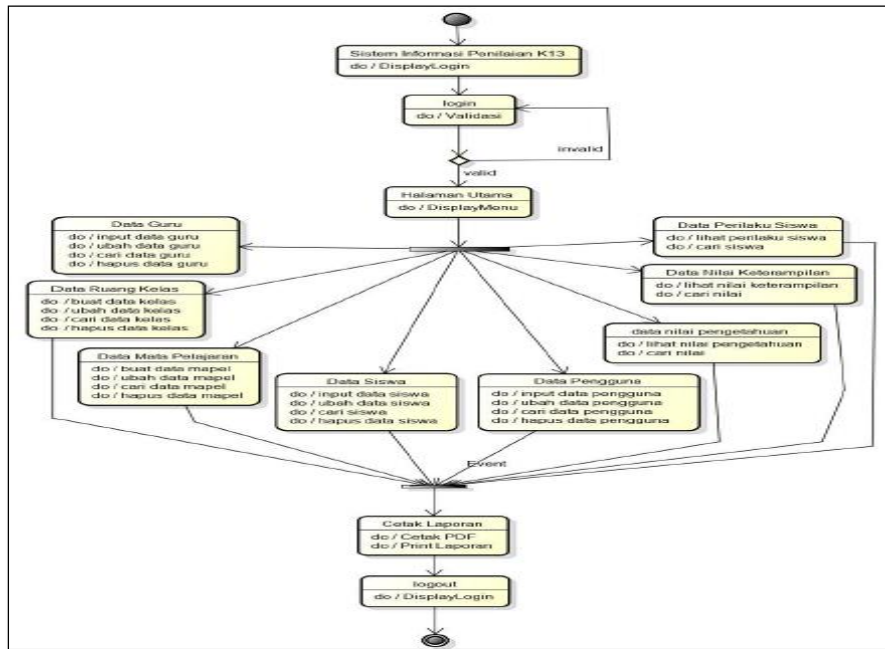 Sistem Informasi Penilaian K13
do / DisplayLogin
login
do / Validasi
invalid
valid
Halaman Utama
do / DisplayMenu
Data Guru
do / input data guru
do / ubah data guru
do / cari data guru
do / hapus data guru
Data Perilaku Siswa
do / lihat perilaku siswa
do / cari siswa
Data Ruang Kelas
do / buat data kelas
do / ubah data kelas
do / cari data kelas
do / hapus data kelas
Data Nilai Keterampilan
do / lihat nilai keterampilan
do / cari nilai
data nilai pengetahuan
do / lihat nilai pengetahuan
do / cari nilai
Data Mata Pelajaran
do / buat data mapel
do / ubah data mapel
do / cari data mapel
do / hapus data mapel
Data Siswa
do / input data siswa
do / ubah data siswa
do / cari siswa
do / hapus data siswa
Data Pengguna
do / input data pengguna
do / ubah data pengguna
do / cari data pengguna
do / hapus data pengguna
Event
Cetak Laporan
do / Cetak PDF
do / Print Laporan
logout
do / DisplayLogin